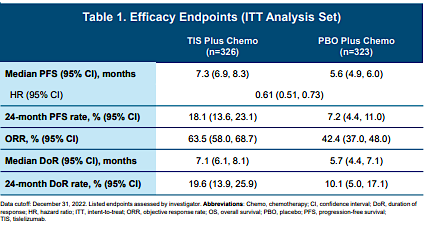 Table 1. Efficacy Endpoints (ITT Analysis Set)
TIS Plus Chemo PBO Plus Chemo
(n=326) (n=323)
Median PFS (95% CI), months 7.3 (6.9, 8.3) 5.6 (4.9, 6.0)
HR (95% CI) 0.61 (0.51, 0.73)
24-month PFS rate, % (95% CI) 18.1 (13.6, 23.1) 7.2 (4.4, 11.0)
ORR, % (95% CI) 63.5 (58.0, 68.7) 42.4 (37.0, 48.0)
Median DoR (95% CI), months 7.1 (6.1, 8.1) 5.7 (4.4, 7.1)
24-month DoR rate, % (95% CI) 19.6 (13.9, 25.9) 10.1 (5.0, 17.1)
Data cutoff: December 31, 2022. Listed endpoints assessed by investigator. Abbreviations: Chemo, chemotherapy; CI, confidence interval; DoR, duration of
response; HR, hazard ratio; ITT, intent-to-treat; ORR, objective response rate; OS, overall survival; PBO, placebo; PFS, progression-free survival;
TIS, tislelizumab.